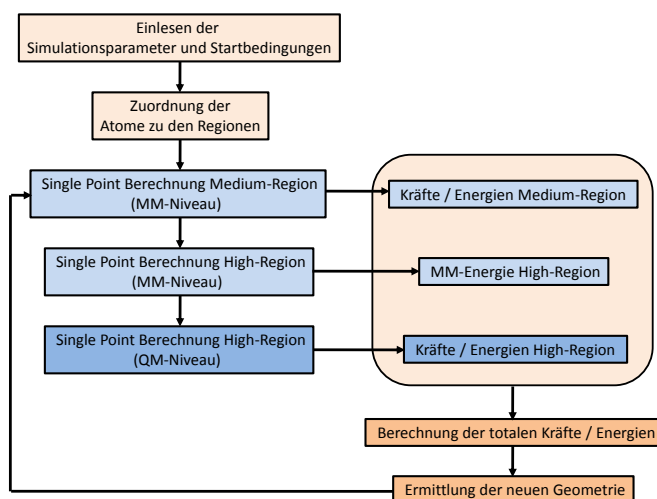 Einlesen der
Simulationsparameter und Startbedingungen
Zuordnung der
Atome zu den Regionen
Single Point Berechnung Medium-Region
(MM-Niveau)
Kräfte / Energien Medium-Region
Single Point Berechnung High-Region
(MM-Niveau)
MM-Energie High-Region
Single Point Berechnung High-Region
(QM-Niveau)
Kräfte / Energien High-Region
Berechnung der totalen Kräfte / Energien
Ermittlung der neuen Geometrie